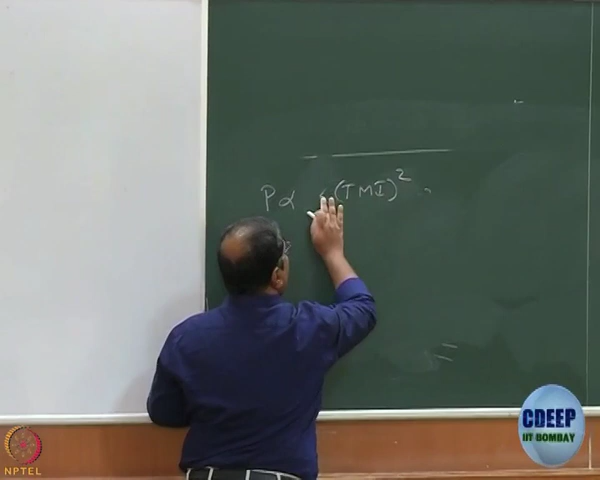 P α (TMI)²
CDEEP
IIT BOMBAY
NPTEL